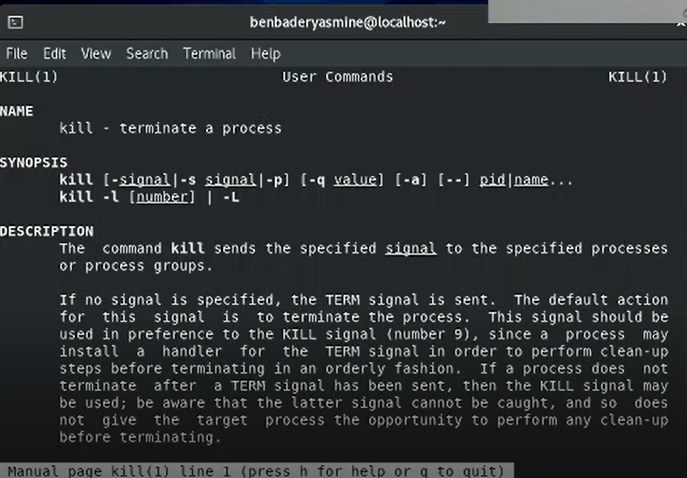 benbaderyasmine@localhost:~
File Edit View Search Terminal Help
KILL(1) User Commands KILL(1)
NAME
kill - terminate a process
SYNOPSIS
kill [-signal|-s signal|-p] [-q value] [-a] [--] pid|name...
kill -l [number] | -L
DESCRIPTION
The command kill sends the specified signal to the specified processes
or process groups.
If no signal is specified, the TERM signal is sent. The default action
for this signal is to terminate the process. This signal should be
used in preference to the KILL signal (number 9), since a process may
install a handler for the TERM signal in order to perform clean-up
steps before terminating in an orderly fashion. If a process does not
terminate after a TERM signal has been sent, then the KILL signal may
be used; be aware that the latter signal cannot be caught, and so does
not give the target process the opportunity to perform any clean-up
before terminating.
Manual page kill(1) line 1 (press h for help or q to quit)